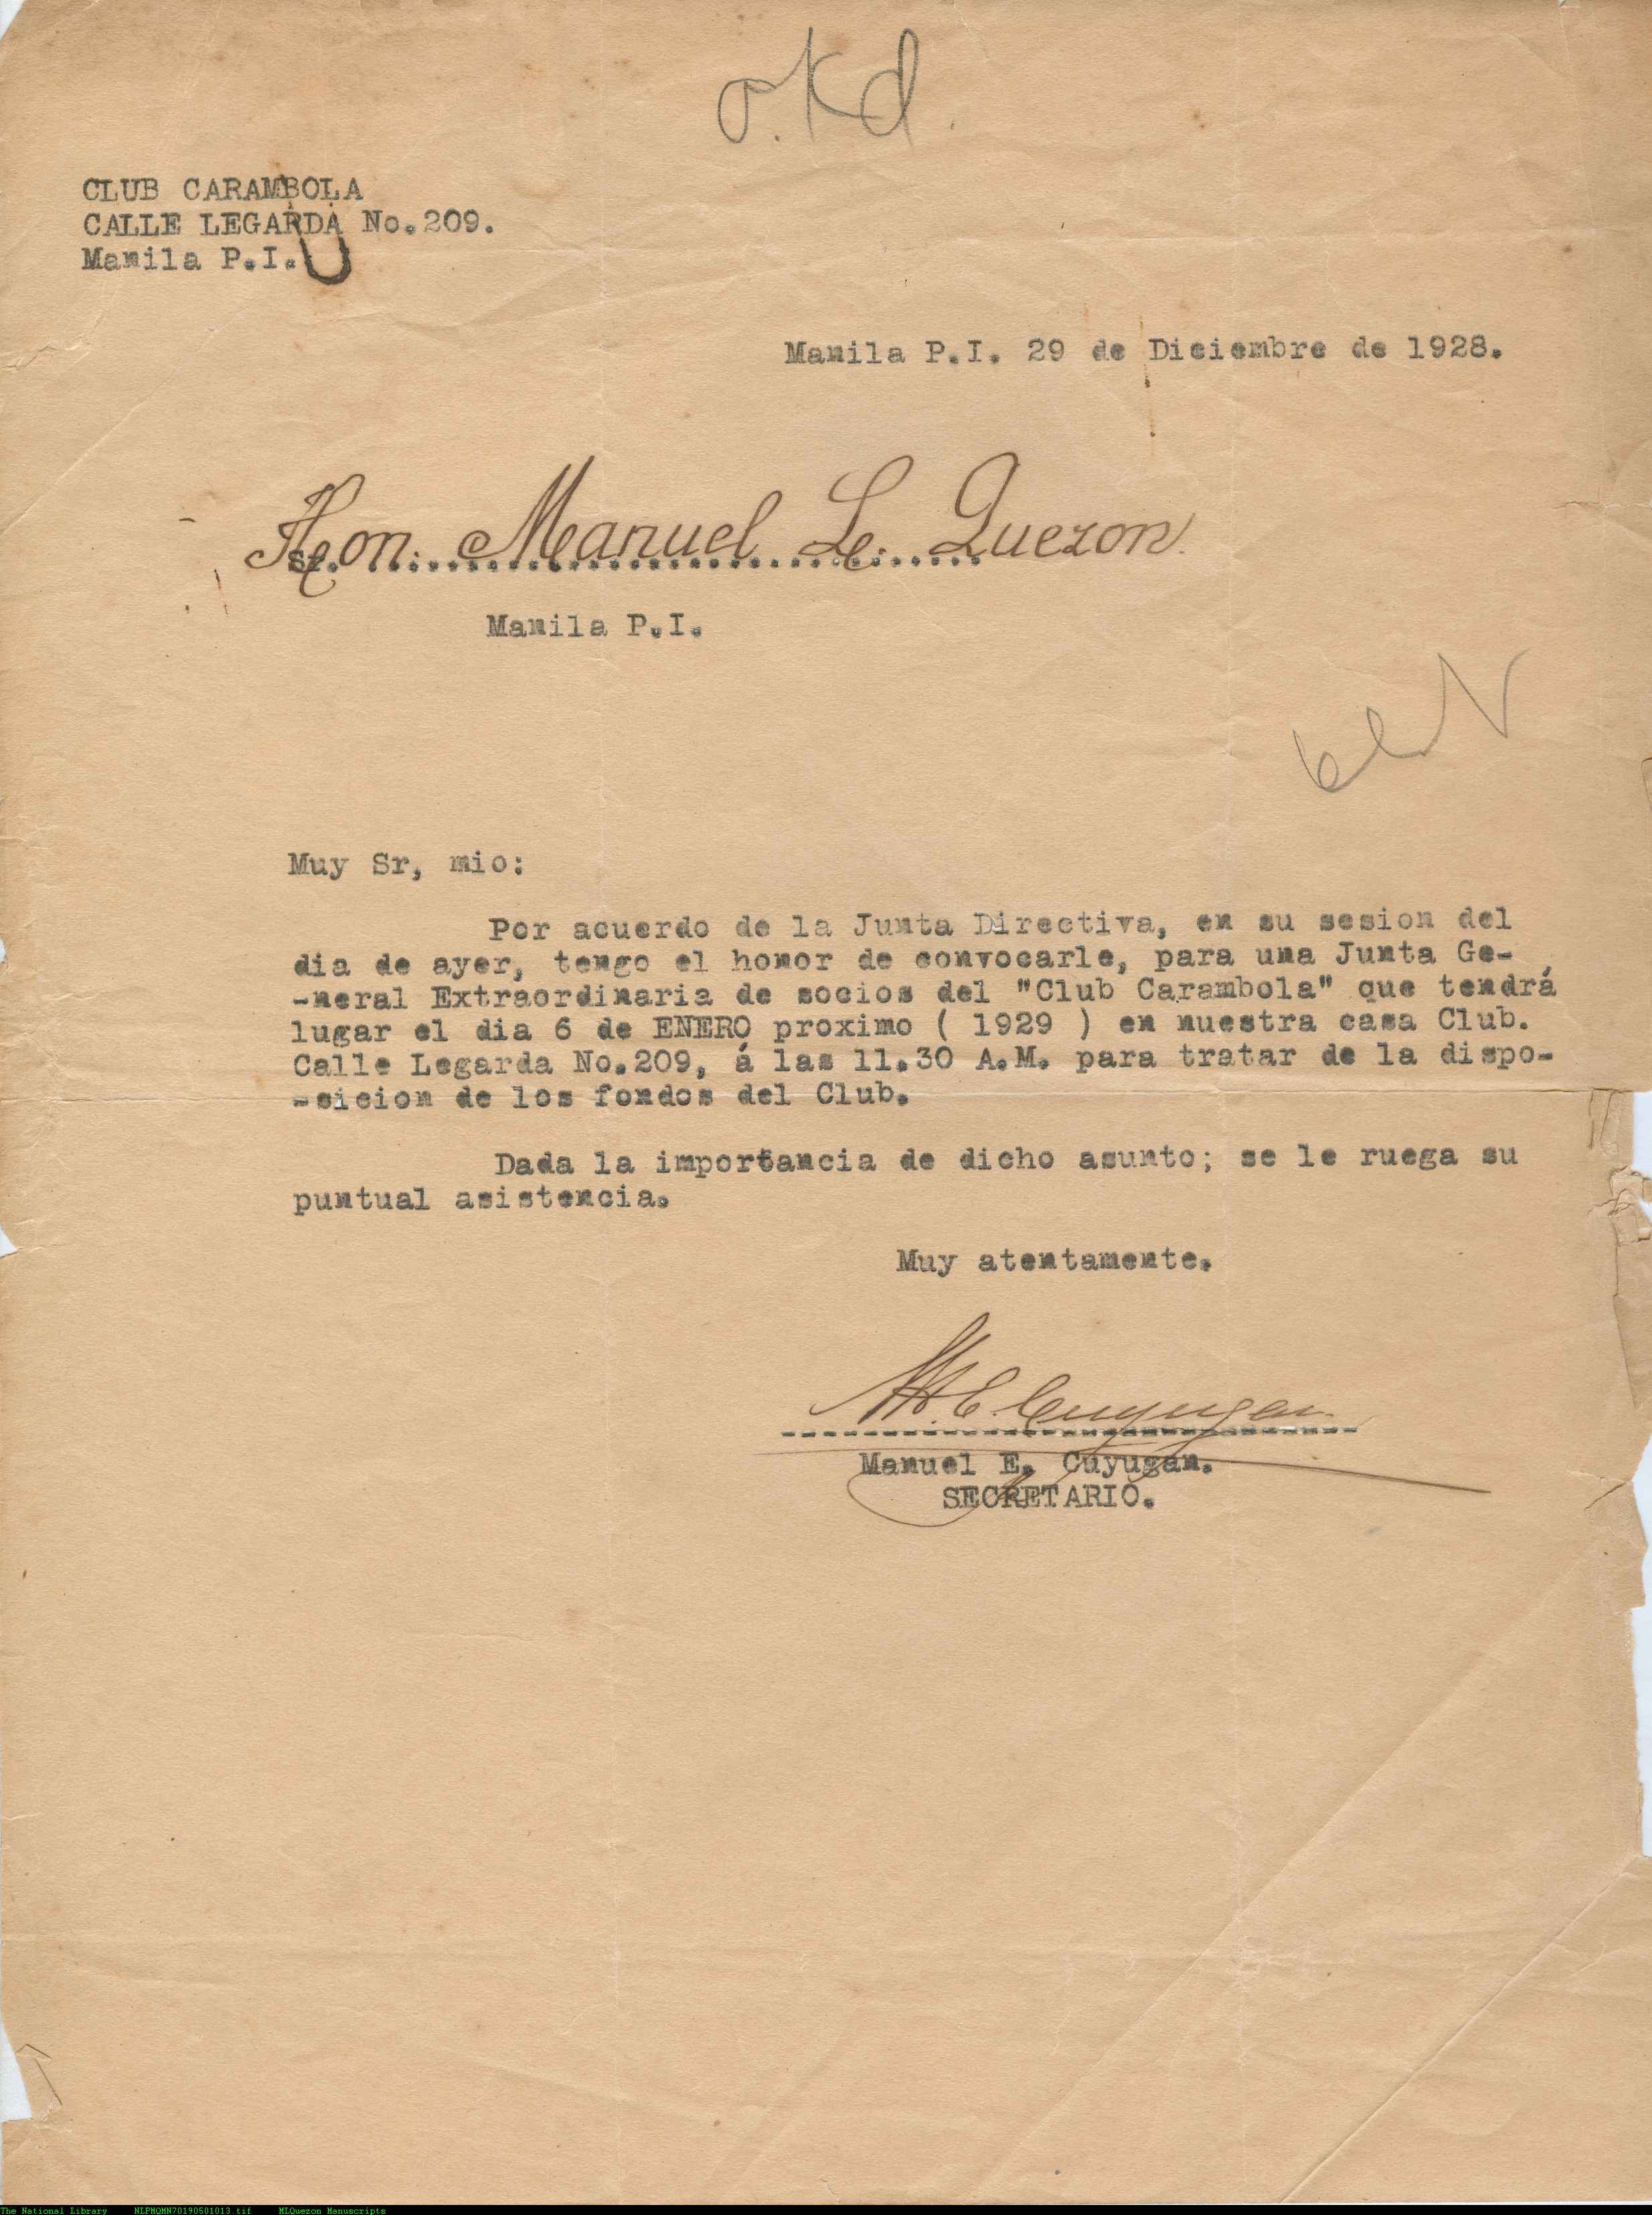 o.Kd.
CLUB CARAMBOLA
CALLE LEGARDA No.209.
Manila P.I.
Manila P.I. 29 de Diciembre de 1928.
Hon. Manuel L. Quezon
Sr. ..............................
Manila P.I.
Muy Sr, mio:
Por acuerdo de la Junta Directiva, en su sesion del
dia de ayer, tengo el honor de convocarle, para una Junta Ge-
-neral Extraordinaria de socios del "Club Carambola" que tendrá
lugar el dia 6 de ENERO proximo ( 1929 ) en nuestra casa Club.
Calle Legarda No.209, á las 11.30 A.M. para tratar de la dispo-
-sicion de los fondos del Club.
Dada la importancia de dicho asunto; se le ruega su
puntual asistencia.
Muy atentamente.
M. E. Cuyugan
Manuel E. Cuyugan.
SECRETARIO.
The National Library NLPMQMN70190501013.tif MLQuezon Manuscripts